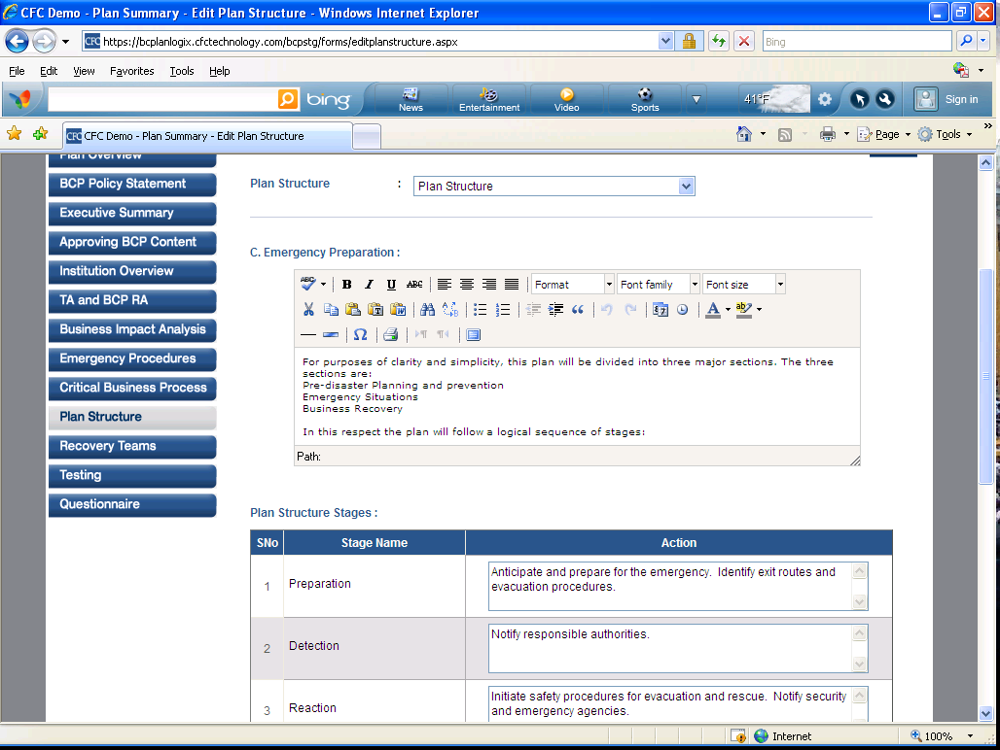 CFC Demo - Plan Summary - Edit Plan Structure - Windows Internet Explorer
https://bcplanlogix.cfctechnology.com/bcpstg/forms/editplanstructure.aspx
Bing
File Edit View Favorites Tools Help
bing News Entertainment Video Sports 41°F Sign in
CFC Demo - Plan Summary - Edit Plan Structure
Page Tools
Plan Overview
BCP Policy Statement
Executive Summary
Approving BCP Content
Institution Overview
TA and BCP RA
Business Impact Analysis
Emergency Procedures
Critical Business Process
Plan Structure
Recovery Teams
Testing
Questionnaire
Plan Structure : Plan Structure
C. Emergency Preparation :
ABC B I U ABC Format Font family Font size
For purposes of clarity and simplicity, this plan will be divided into three major sections. The three
sections are:
Pre-disaster Planning and prevention
Emergency Situations
Business Recovery
In this respect the plan will follow a logical sequence of stages:
Path:
Plan Structure Stages :
SNo Stage Name Action
1 Preparation Anticipate and prepare for the emergency. Identify exit routes and
evacuation procedures.
2 Detection Notify responsible authorities.
3 Reaction Initiate safety procedures for evacuation and rescue. Notify security
and emergency agencies.
Internet 100%